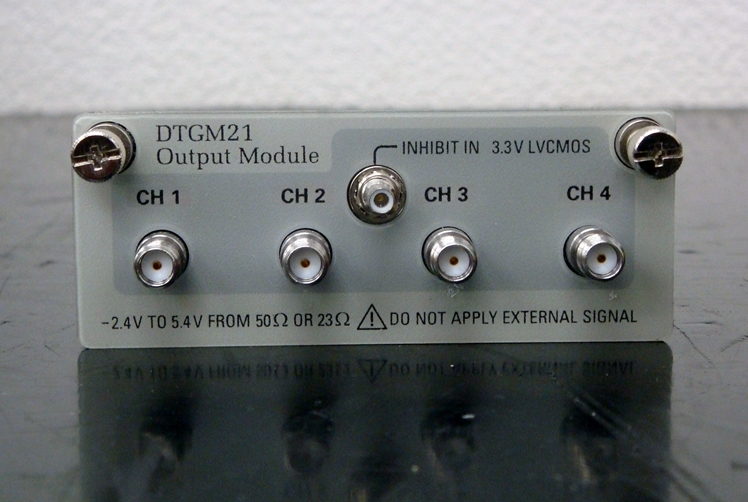 DTGM21
Output Module
INHIBIT IN 3.3V LVCMOS
CH 1
CH 2
CH 3
CH 4
-2.4V TO 5.4V FROM 50Ω OR 23Ω ⚠ DO NOT APPLY EXTERNAL SIGNAL